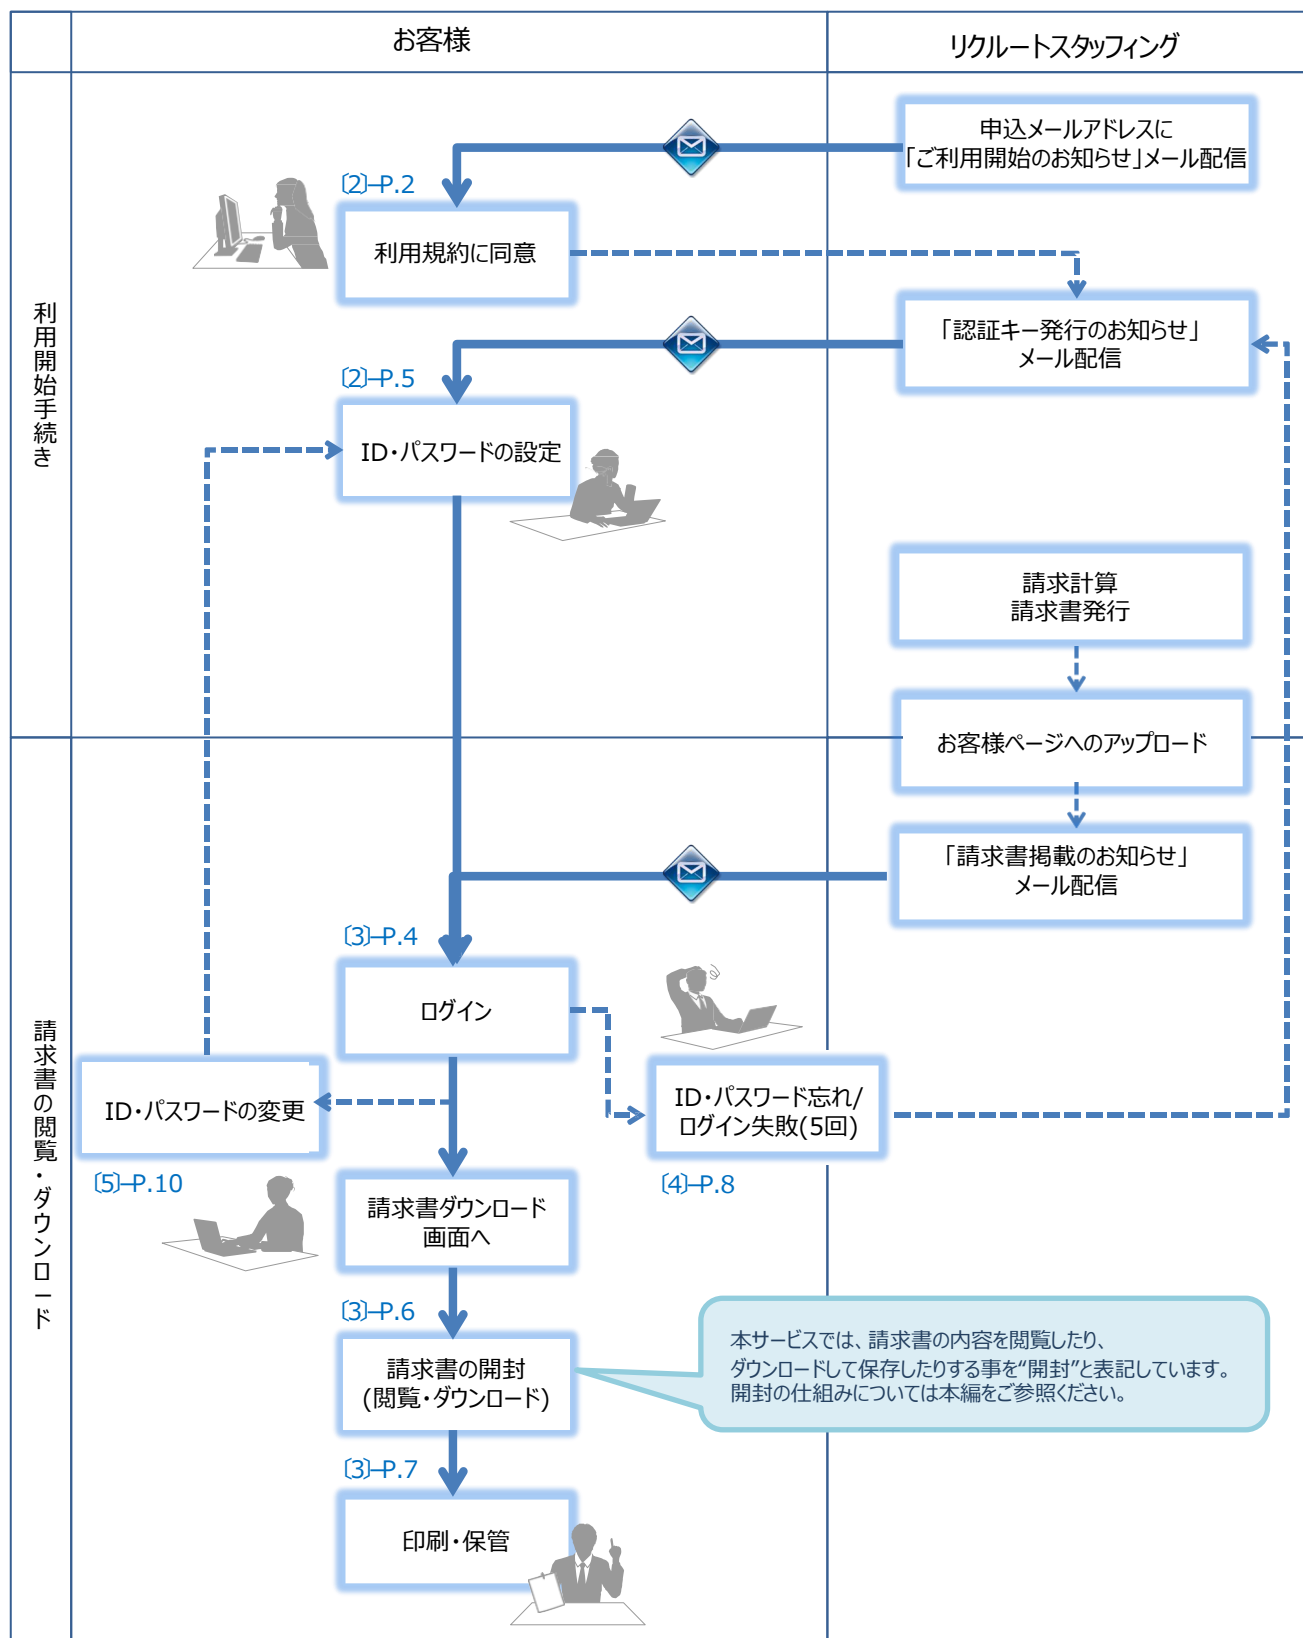 お客様
リクルートスタッフィング
利用開始手続き
申込メールアドレスに
「ご利用開始のお知らせ」メール配信
〔2〕–P.2
利用規約に同意
「認証キー発行のお知らせ」
メール配信
〔2〕–P.5
ID・パスワードの設定
請求計算
請求書発行
お客様ページへのアップロード
「請求書掲載のお知らせ」
メール配信
請求書の閲覧・ダウンロード
〔3〕–P.4
ログイン
ID・パスワードの変更
〔5〕–P.10
ID・パスワード忘れ/
ログイン失敗(5回)
〔4〕–P.8
請求書ダウンロード
画面へ
〔3〕–P.6
請求書の開封
(閲覧・ダウンロード)
本サービスでは、請求書の内容を閲覧したり、
ダウンロードして保存したりする事を“開封”と表記しています。
開封の仕組みについては本編をご参照ください。
〔3〕–P.7
印刷・保管